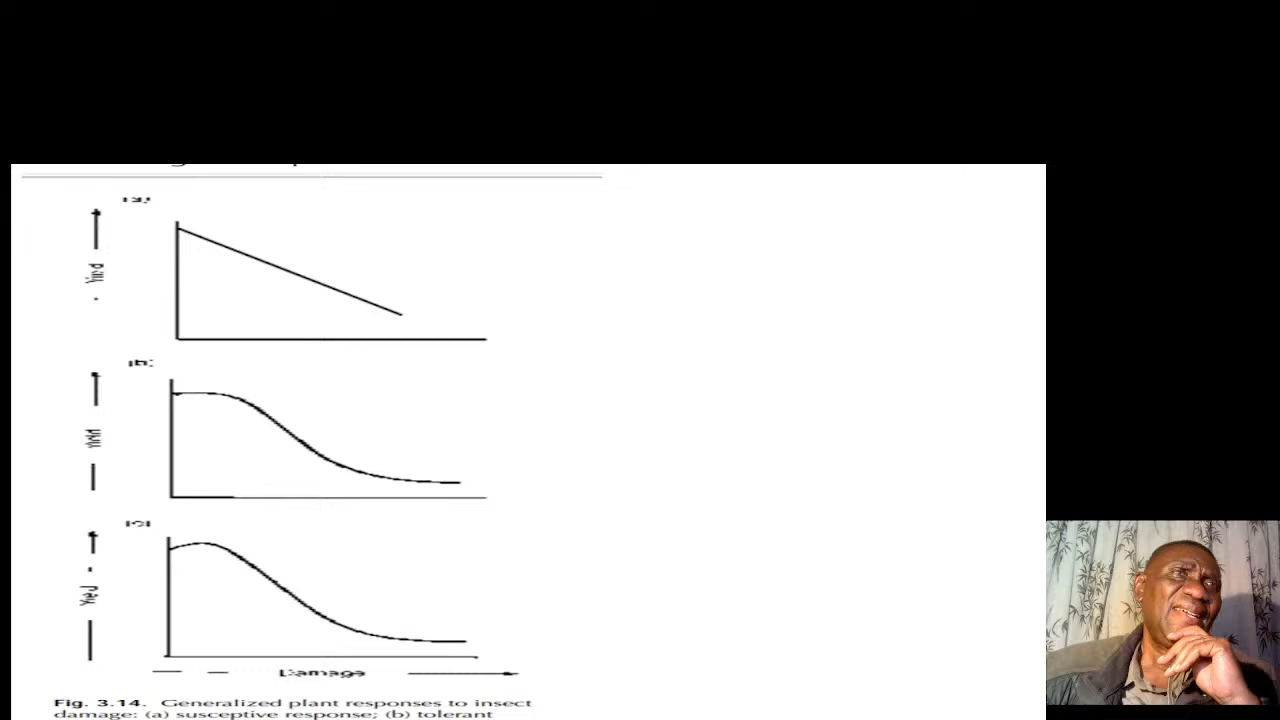 (a)
Yield
(b)
Yield
(c)
Yield
Damage
Fig. 3.14. Generalized plant responses to insect
damage: (a) susceptive response; (b) tolerant